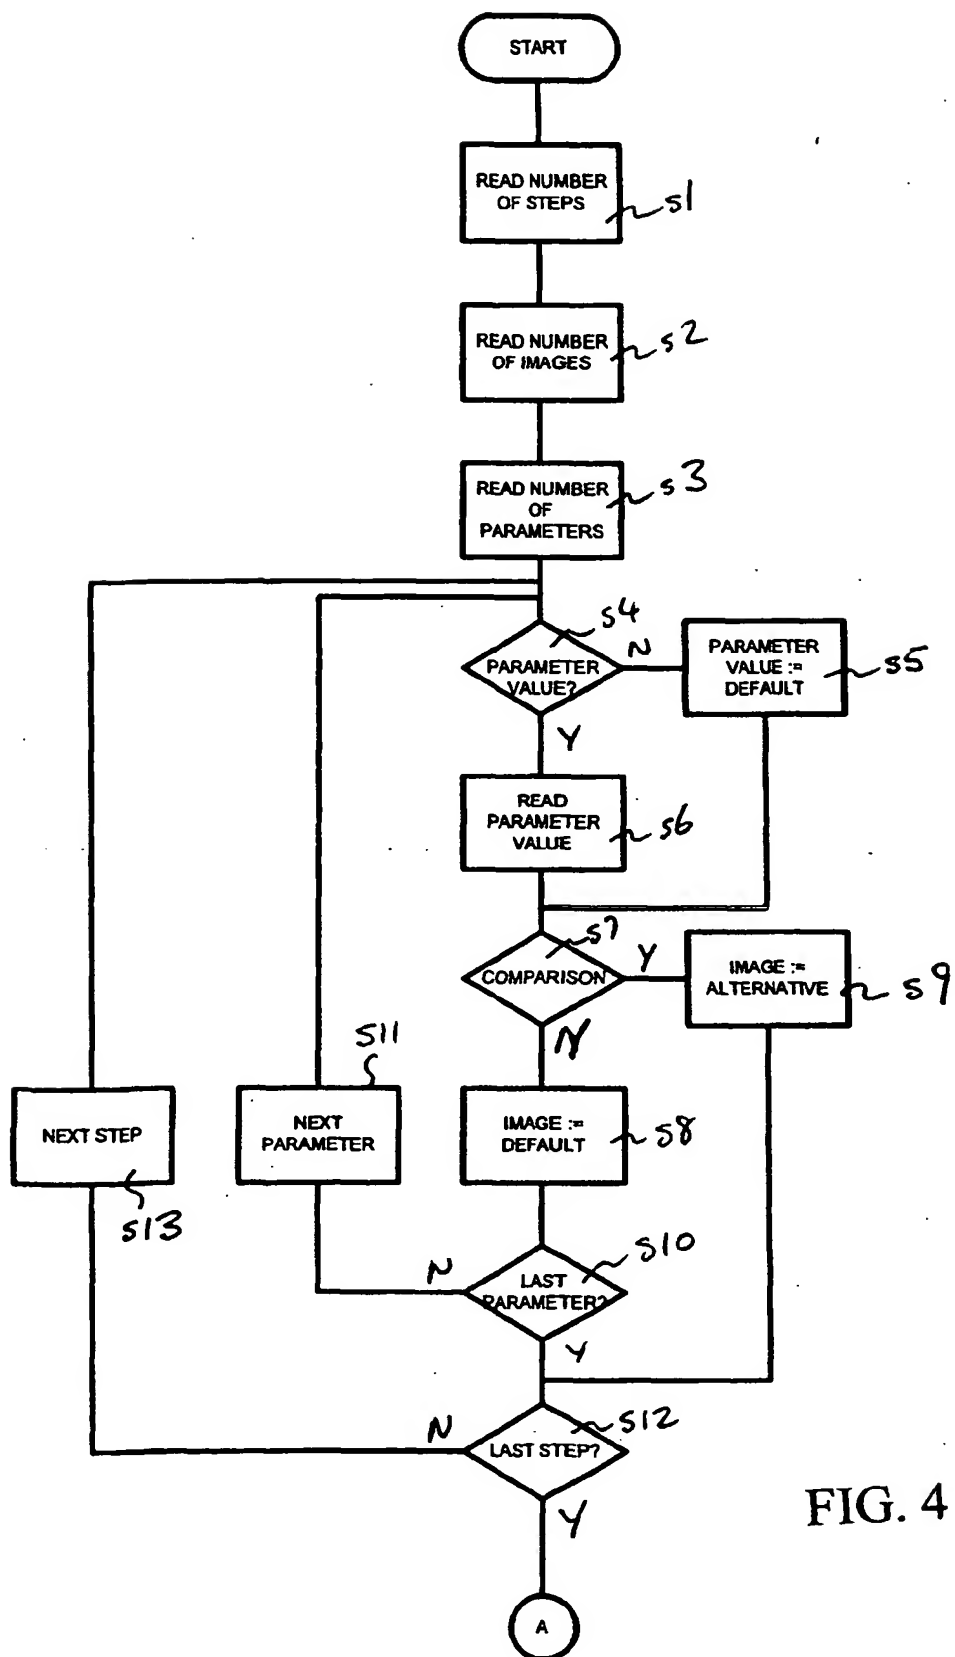 START
READ NUMBER
OF STEPS
s1
READ NUMBER
OF IMAGES
s2
READ NUMBER
OF
PARAMETERS
s3
s4
PARAMETER
VALUE?
N
Y
PARAMETER
VALUE :=
DEFAULT
s5
READ
PARAMETER
VALUE
s6
s7
COMPARISON
Y
N
IMAGE :=
ALTERNATIVE
s9
s11
NEXT STEP
s13
NEXT
PARAMETER
IMAGE :=
DEFAULT
s8
s10
LAST
PARAMETER?
N
Y
s12
LAST STEP?
N
Y
FIG. 4
A